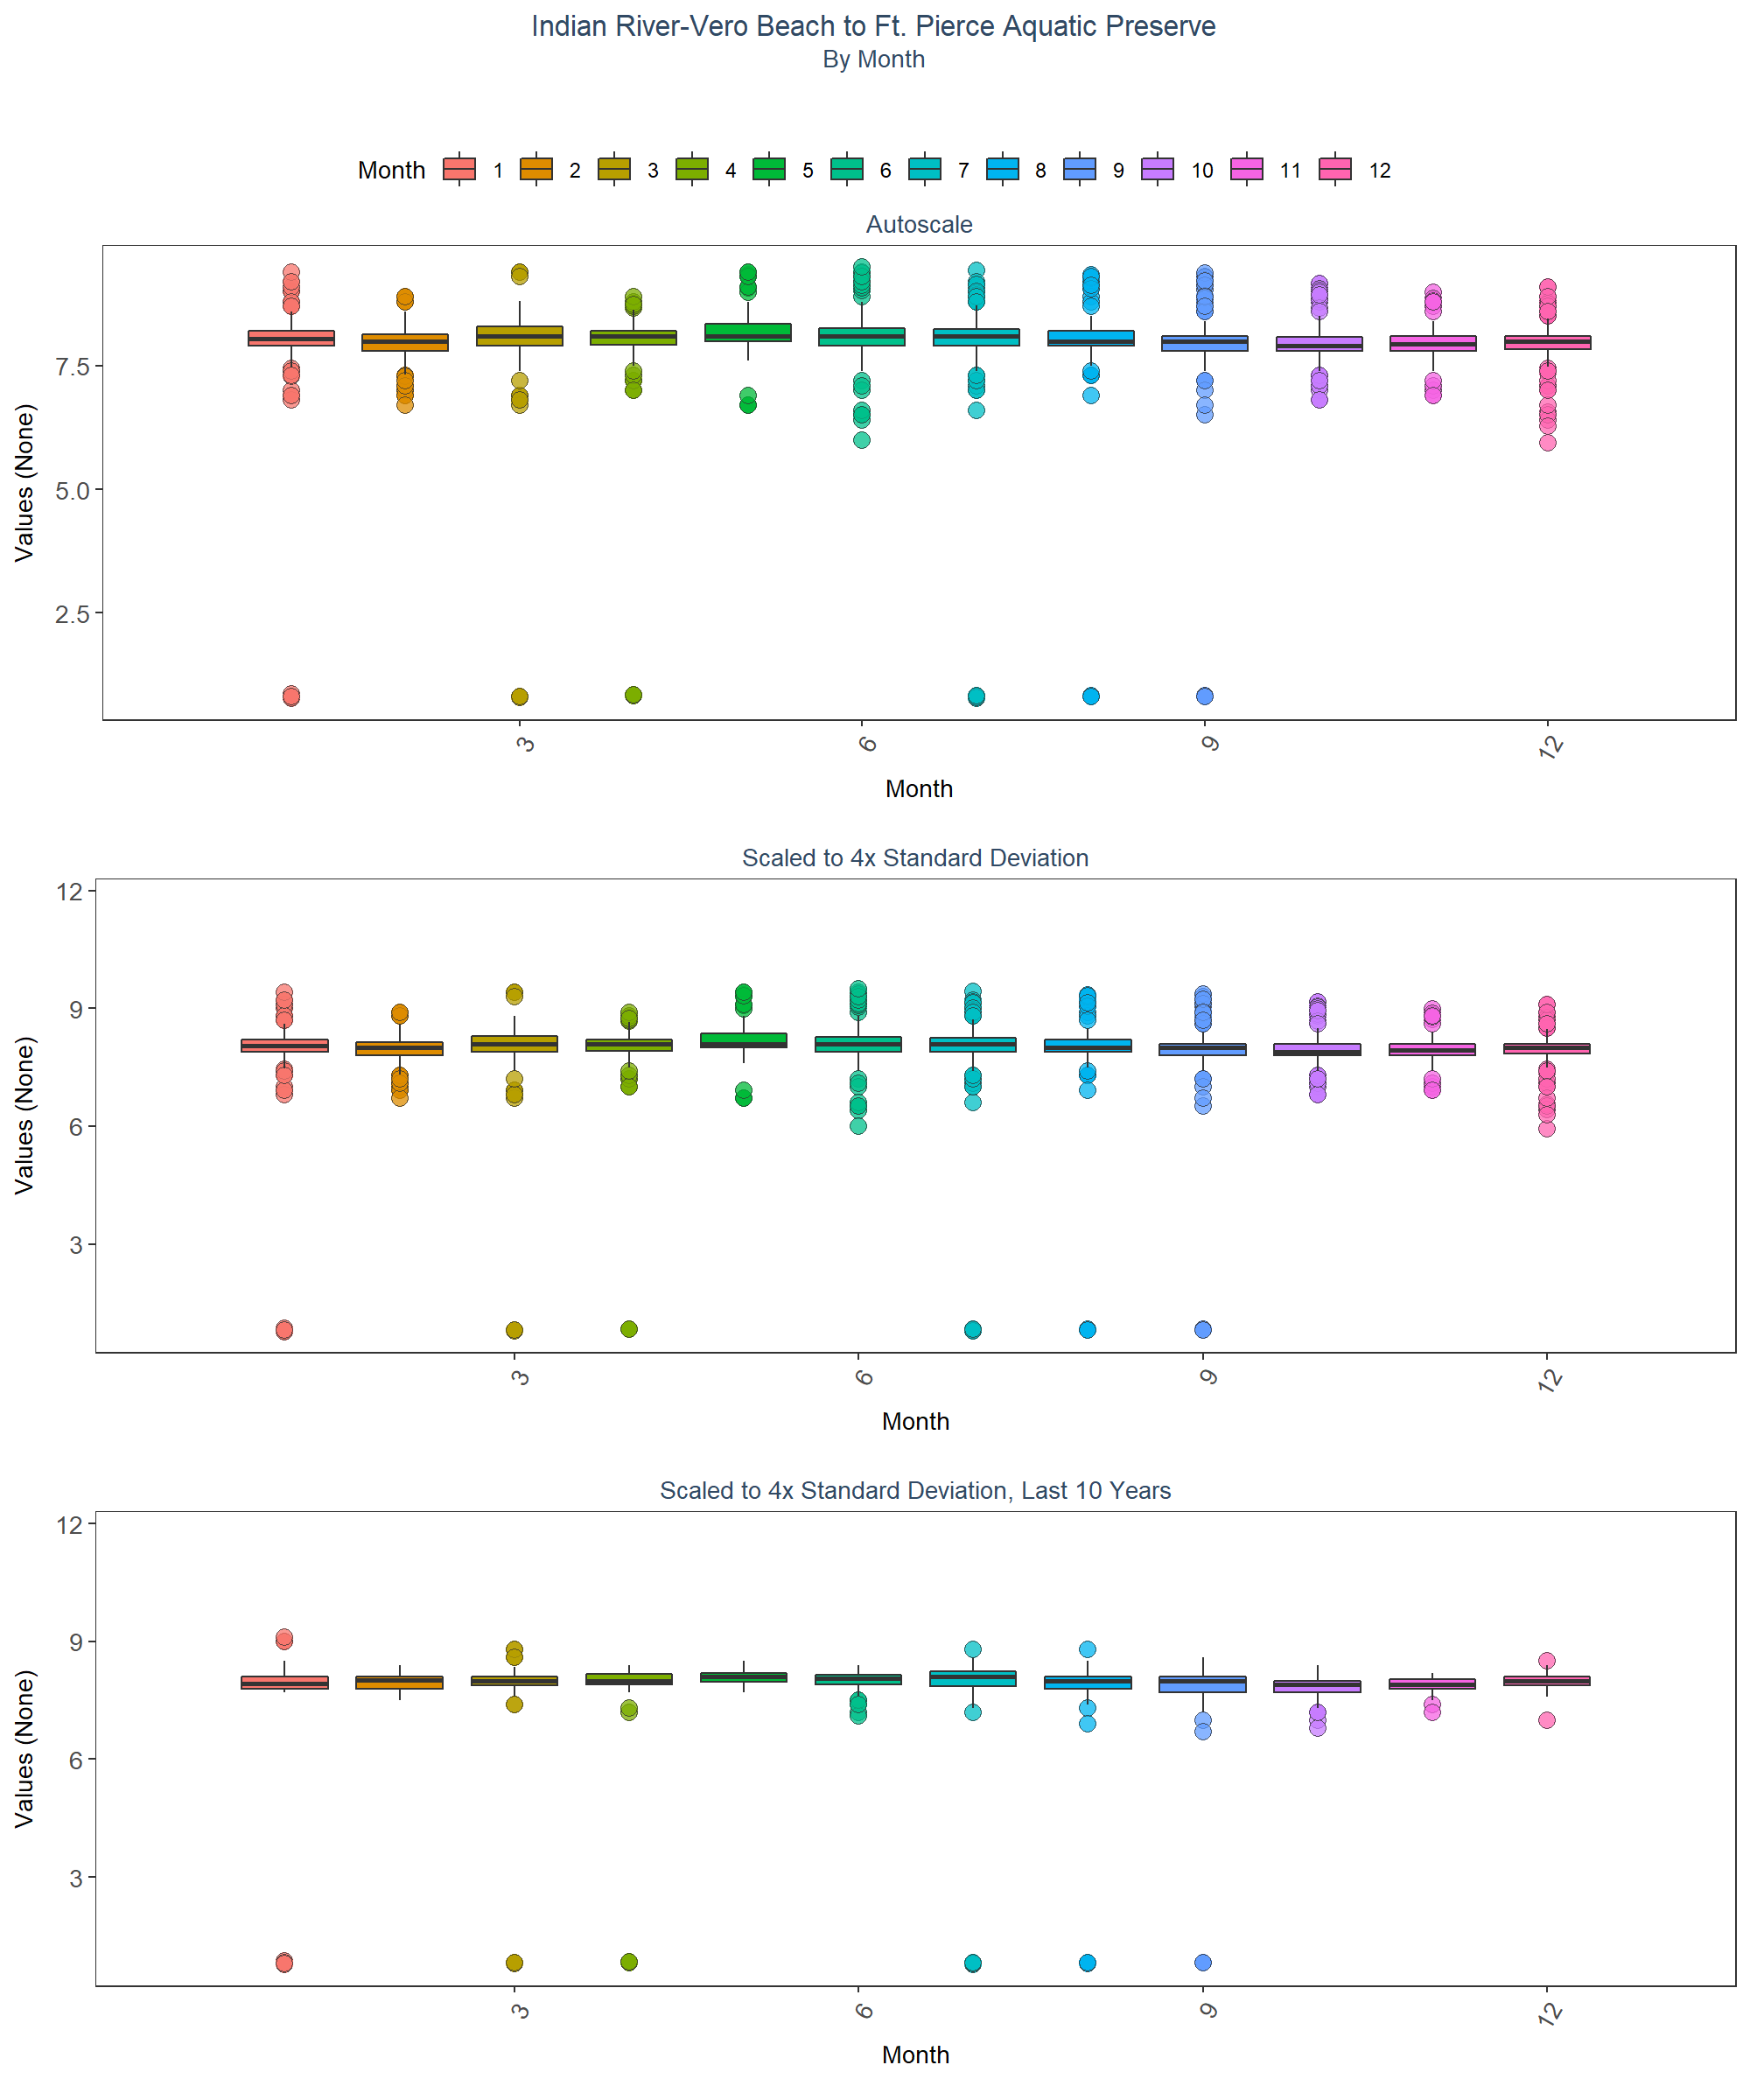 Indian River-Vero Beach to Ft. Pierce Aquatic Preserve
By Month
Month 1 2 3 4 5 6 7 8 9 10 11 12
Autoscale
Values (None)
7.5
5.0
2.5
3 6 9 12
Month
Scaled to 4x Standard Deviation
Values (None)
12
9
6
3
3 6 9 12
Month
Scaled to 4x Standard Deviation, Last 10 Years
Values (None)
12
9
6
3
3 6 9 12
Month